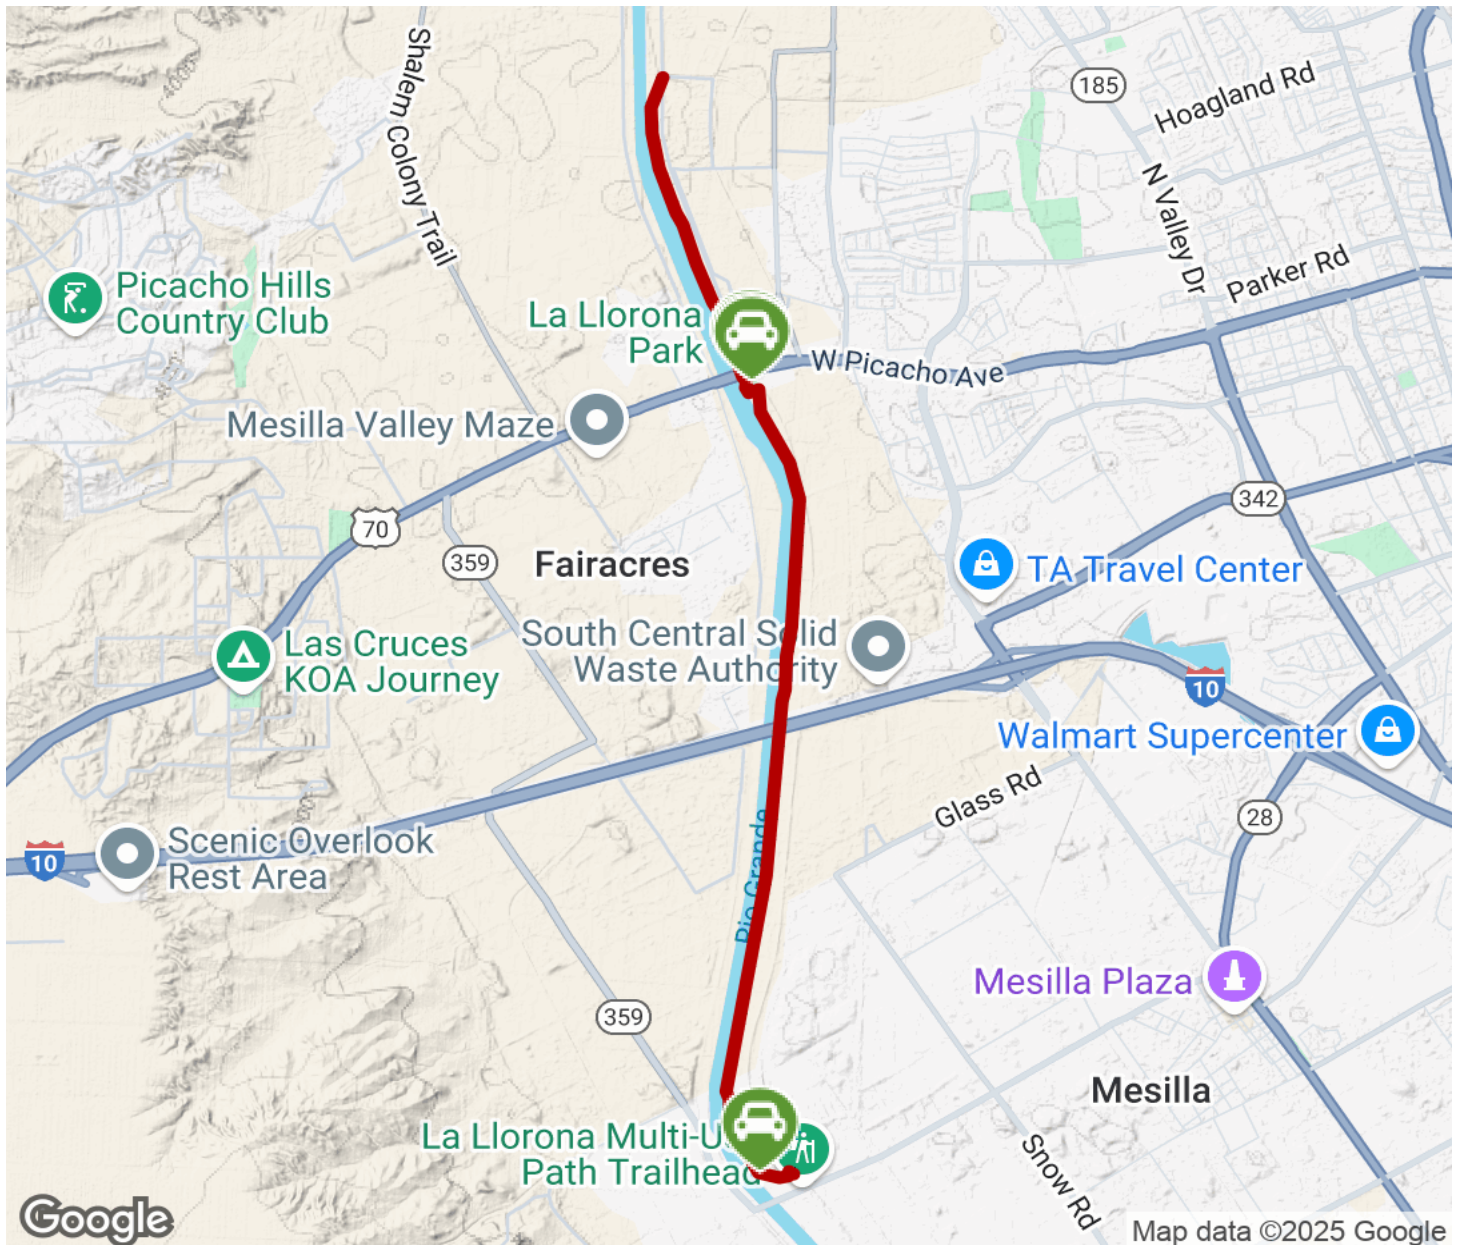 Shalem Colony Trail
4000
185
Hoagland Rd
N Valley Dr
Parker Rd
Picacho Hills
Country Club
La Llorona
Park
W Picacho Ave
Mesilla Valley Maze
70
359
Fairacres
342
TA Travel Center
Las Cruces
KOA Journey
South Central Solid
Waste Authority
10
Walmart Supercenter
Glass Rd
28
10
Scenic Overlook
Rest Area
Rio Grande
Mesilla Plaza
359
Mesilla
La Llorona Multi-U
Path Trailhead
Snow Rd
Google
Map data ©2025 Google